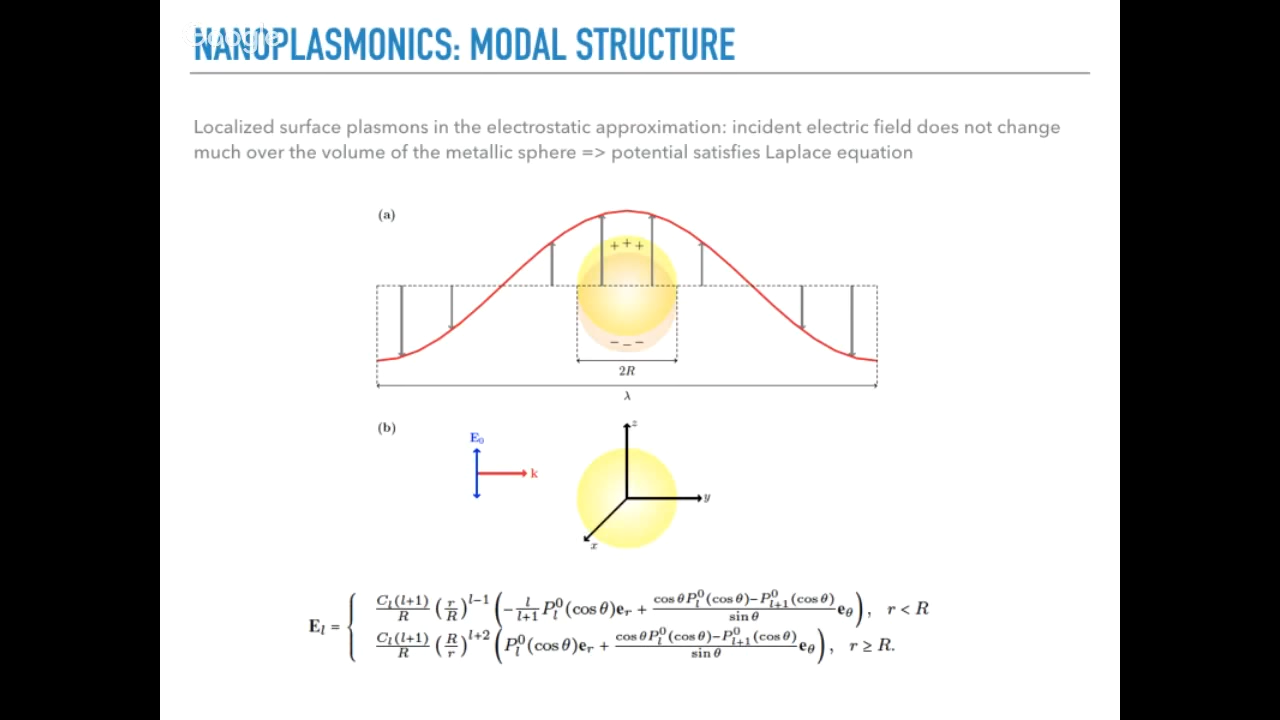 Google
NANOPLASMONICS: MODAL STRUCTURE
Localized surface plasmons in the electrostatic approximation: incident electric field does not change
much over the volume of the metallic sphere => potential satisfies Laplace equation
(a)
+ + +
− − −
2R
λ
(b)
E₀
z
k
y
x
E_l = { C_l(l+1)/R (r/R)^{l−1} (−l/(l+1) P_l^0(cos θ)e_r + (cos θ P_l^0(cos θ)−P_{l+1}^0(cos θ))/sin θ e_θ), r < R
C_l(l+1)/R (R/r)^{l+2} (P_l^0(cos θ)e_r + (cos θ P_l^0(cos θ)−P_{l+1}^0(cos θ))/sin θ e_θ), r ≥ R.